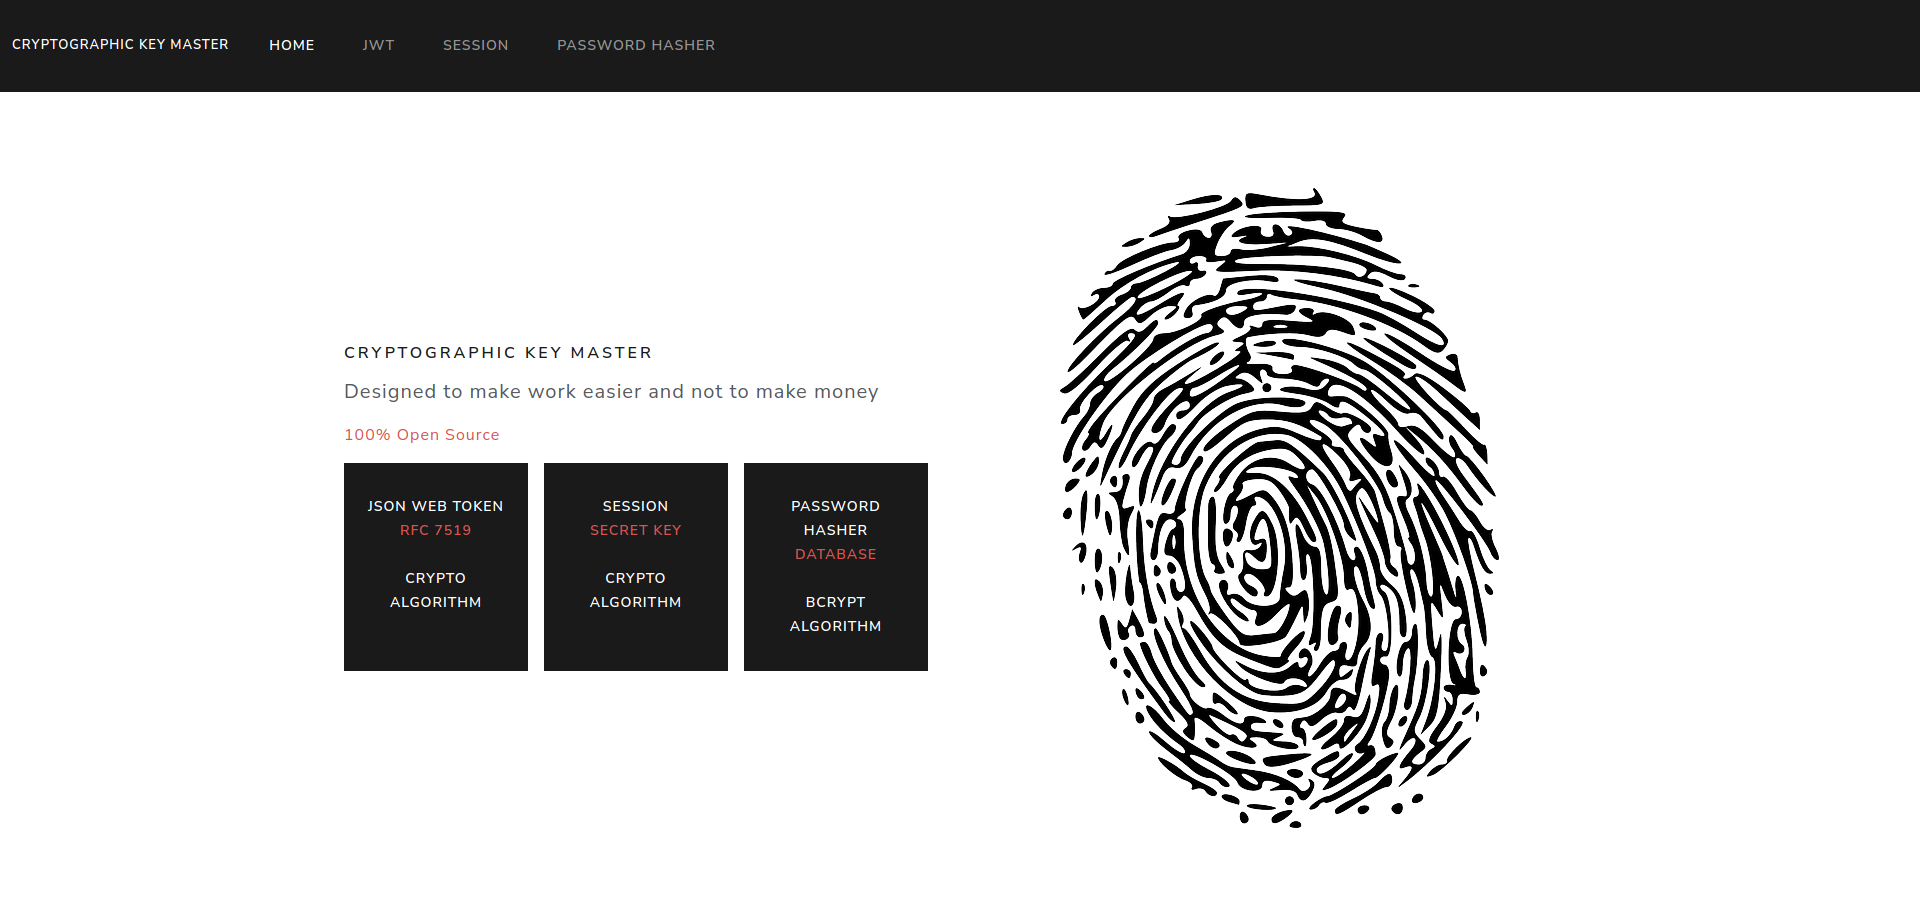 CRYPTOGRAPHIC KEY MASTER
HOME
JWT
SESSION
PASSWORD HASHER
CRYPTOGRAPHIC KEY MASTER
Designed to make work easier and not to make money
100% Open Source
JSON WEB TOKEN
RFC 7519
CRYPTO
ALGORITHM
SESSION
SECRET KEY
CRYPTO
ALGORITHM
PASSWORD
HASHER
DATABASE
BCRYPT
ALGORITHM